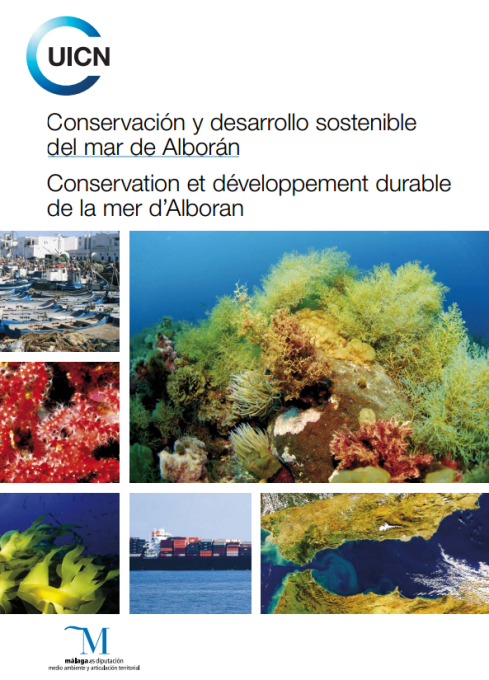 UICN
Conservación y desarrollo sostenible
del mar de Alborán
Conservation et développement durable
de la mer d’Alboran
M
málaga.es diputación
medio ambiente y articulación territorial